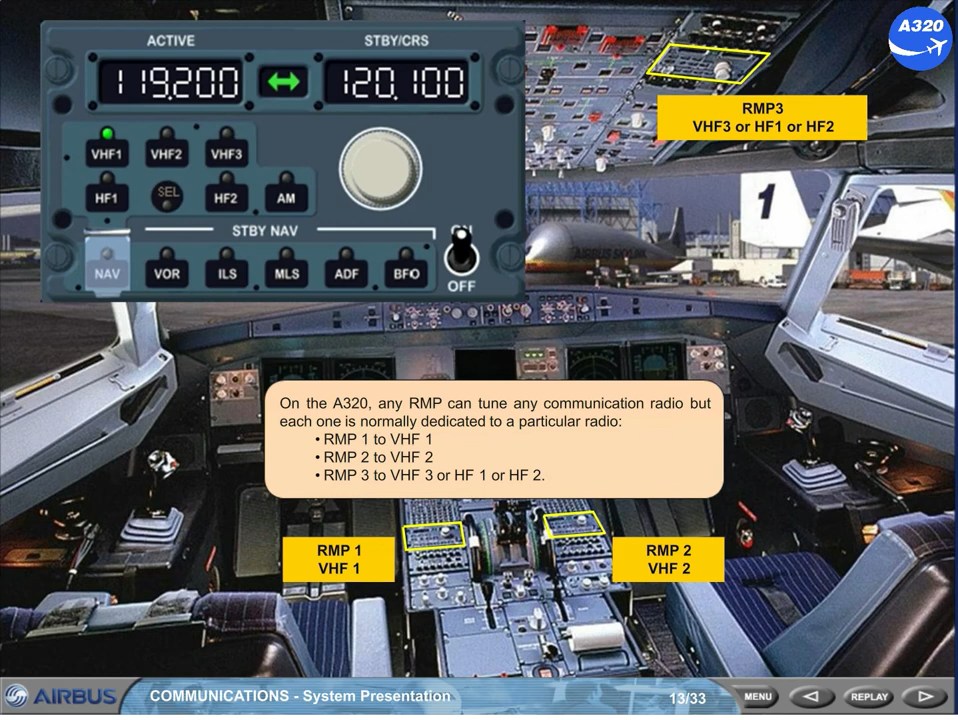 A320
ACTIVE STBY/CRS
119.200 120.100
VHF1 VHF2 VHF3
HF1 SEL HF2 AM
STBY NAV
ON
NAV VOR ILS MLS ADF BFO
OFF
RMP3
VHF3 or HF1 or HF2
1
On the A320, any RMP can tune any communication radio but
each one is normally dedicated to a particular radio:
• RMP 1 to VHF 1
• RMP 2 to VHF 2
• RMP 3 to VHF 3 or HF 1 or HF 2.
RMP 1
VHF 1
RMP 2
VHF 2
AIRBUS COMMUNICATIONS - System Presentation 13/33 MENU REPLAY